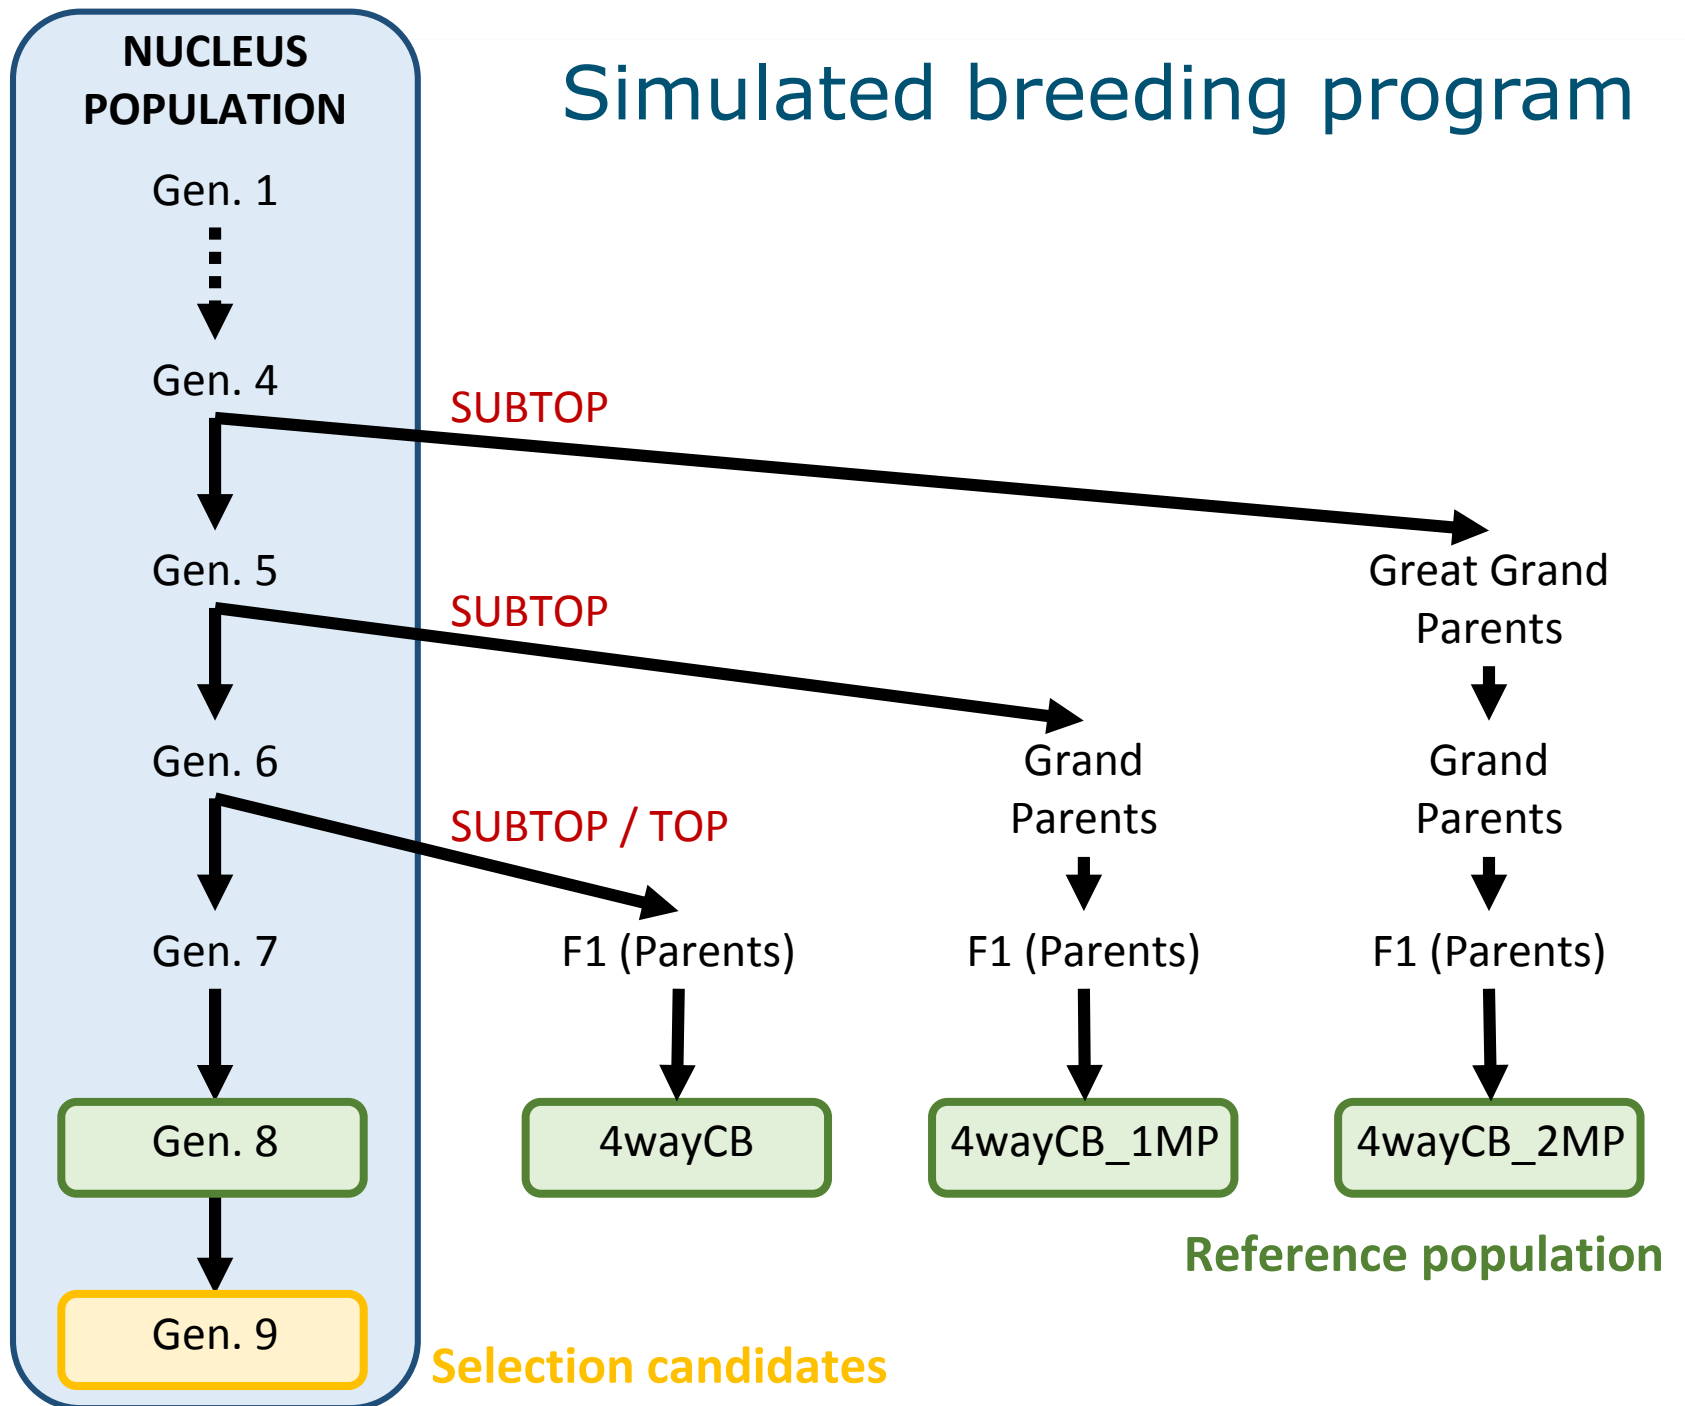 NUCLEUS
POPULATION
Simulated breeding program
Gen. 1
Gen. 4
SUBTOP
Gen. 5
SUBTOP
Great Grand
Parents
Gen. 6
SUBTOP / TOP
Grand
Parents
Grand
Parents
Gen. 7
F1 (Parents)
F1 (Parents)
F1 (Parents)
Gen. 8
4wayCB
4wayCB_1MP
4wayCB_2MP
Reference population
Gen. 9
Selection candidates